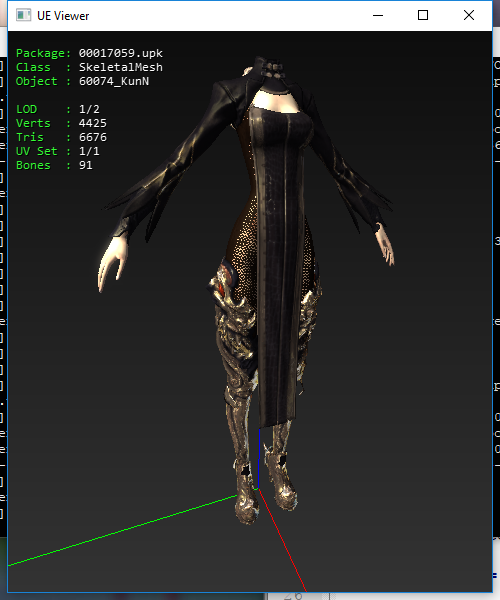 UE Viewer
Package: 00017059.upk
Class : SkeletalMesh
Object : 60074_KunN
LOD : 1/2
Verts : 4425
Tris : 6676
UV Set : 1/1
Bones : 91